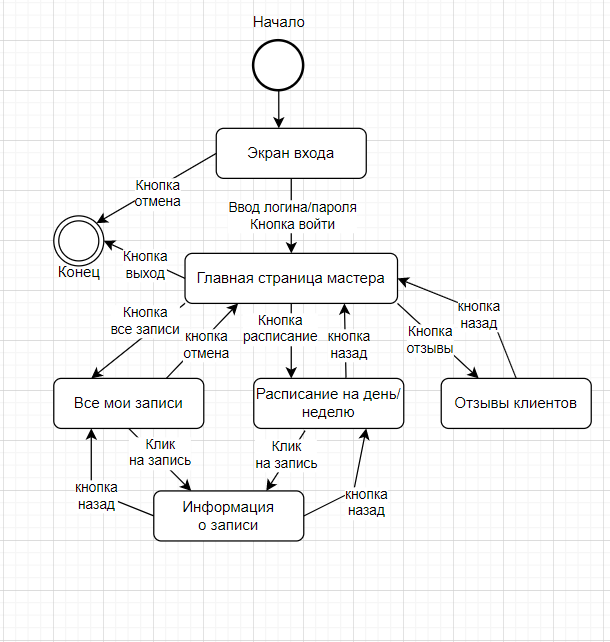 Начало
Экран входа
Кнопка
отмена
Ввод логина/пароля
Кнопка войти
Конец
Кнопка
выход
Главная страница мастера
Кнопка
все записи
кнопка
отмена
Кнопка
расписание
кнопка
назад
Кнопка
отзывы
кнопка
назад
Все мои записи
Расписание на день/
неделю
Отзывы клиентов
Клик
на запись
Клик
на запись
кнопка
назад
Информация
о записи
кнопка
назад